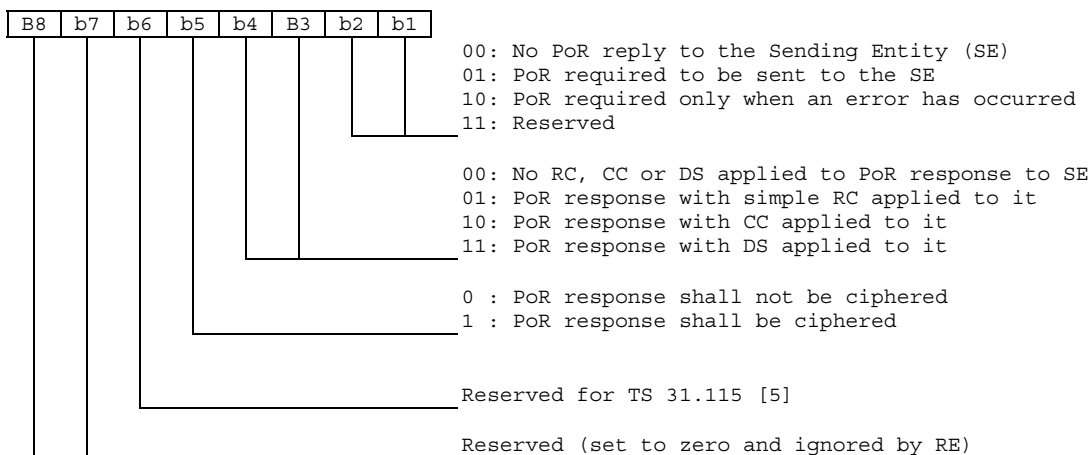 B8 b7 b6 b5 b4 B3 b2 b1
00: No PoR reply to the Sending Entity (SE)
01: PoR required to be sent to the SE
10: PoR required only when an error has occurred
11: Reserved
00: No RC, CC or DS applied to PoR response to SE
01: PoR response with simple RC applied to it
10: PoR response with CC applied to it
11: PoR response with DS applied to it
0 : PoR response shall not be ciphered
1 : PoR response shall be ciphered
Reserved for TS 31.115 [5]
Reserved (set to zero and ignored by RE)